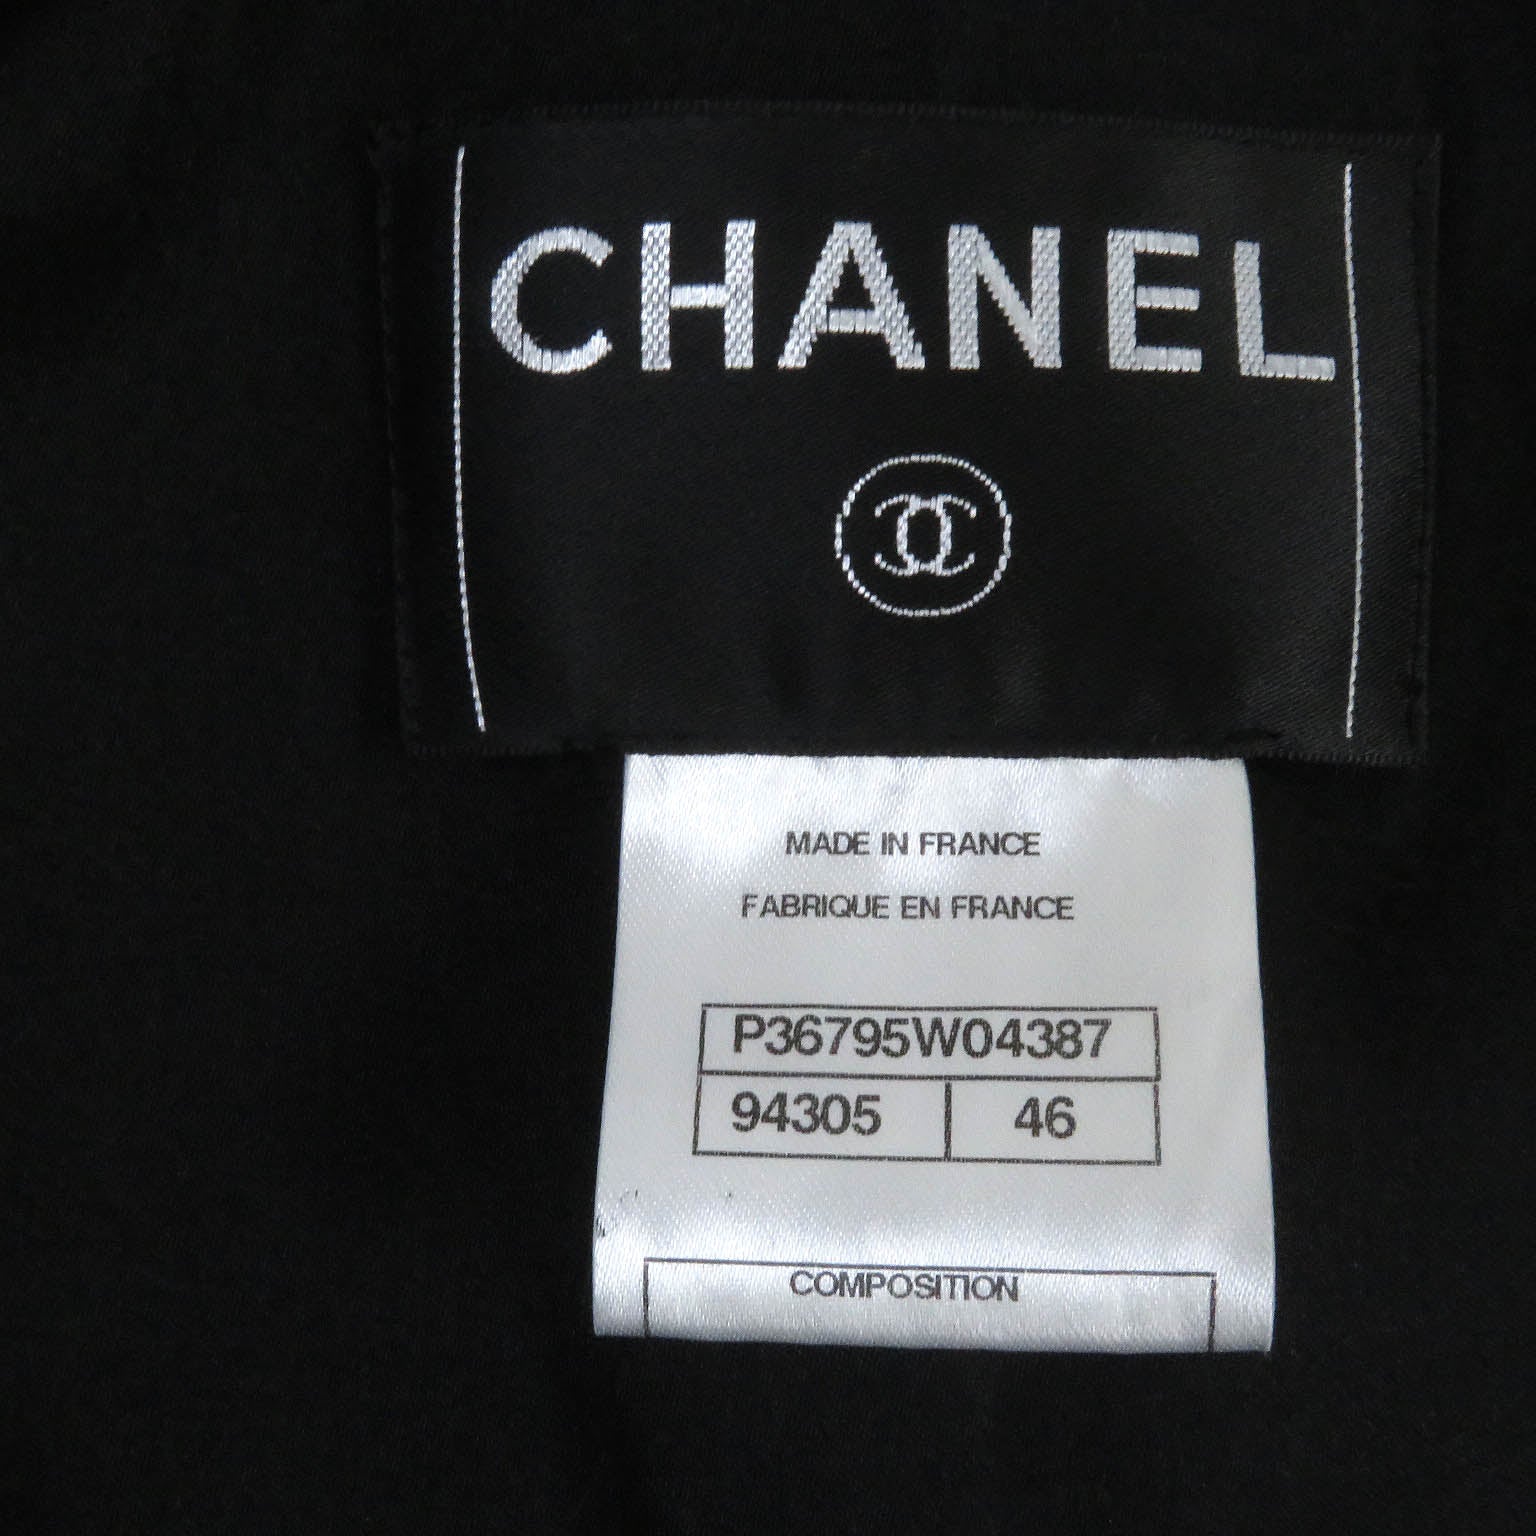 CHANEL
MADE IN FRANCE
FABRIQUE EN FRANCE
P36795W04387
94305 46
COMPOSITION